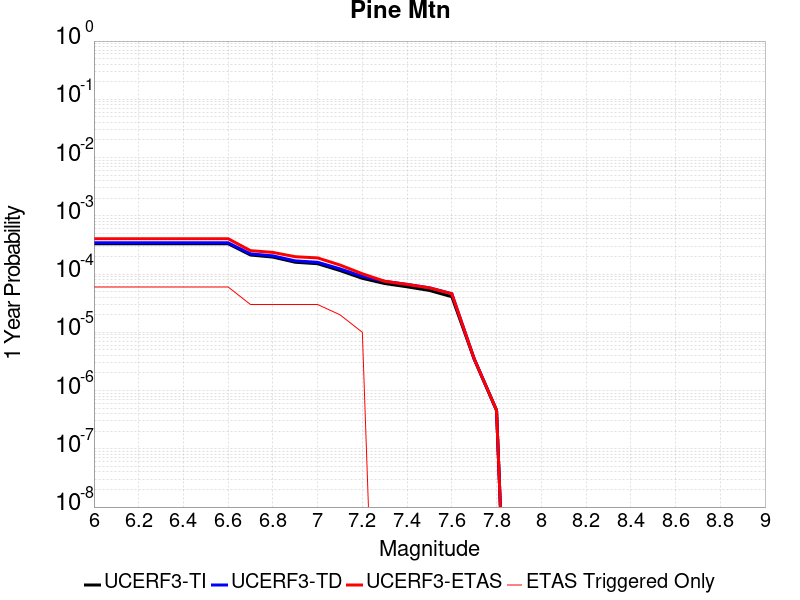 Pine Mtn
10^0
10^-1
10^-2
10^-3
10^-4
10^-5
10^-6
10^-7
10^-8
1 Year Probability
6 6.2 6.4 6.6 6.8 7 7.2 7.4 7.6 7.8 8 8.2 8.4 8.6 8.8 9
Magnitude
UCERF3-TI UCERF3-TD UCERF3-ETAS ETAS Triggered Only